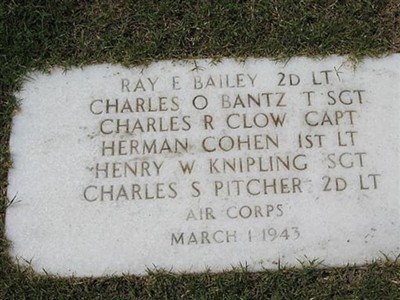 RAY E BAILEY 2D LT
CHARLES O BANTZ T SGT
CHARLES R CLOW CAPT
HERMAN COHEN 1ST LT
HENRY W KNIPLING SGT
CHARLES S PITCHER 2D LT
AIR CORPS
MARCH 1 1943